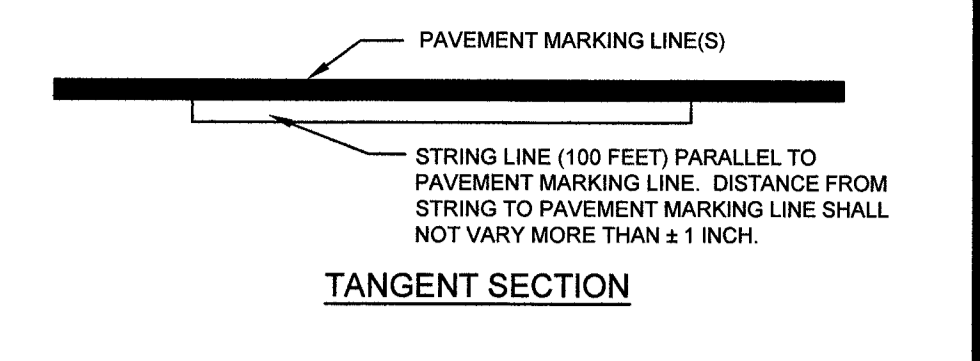 PAVEMENT MARKING LINE(S)
STRING LINE (100 FEET) PARALLEL TO
PAVEMENT MARKING LINE. DISTANCE FROM
STRING TO PAVEMENT MARKING LINE SHALL
NOT VARY MORE THAN ± 1 INCH.
TANGENT SECTION